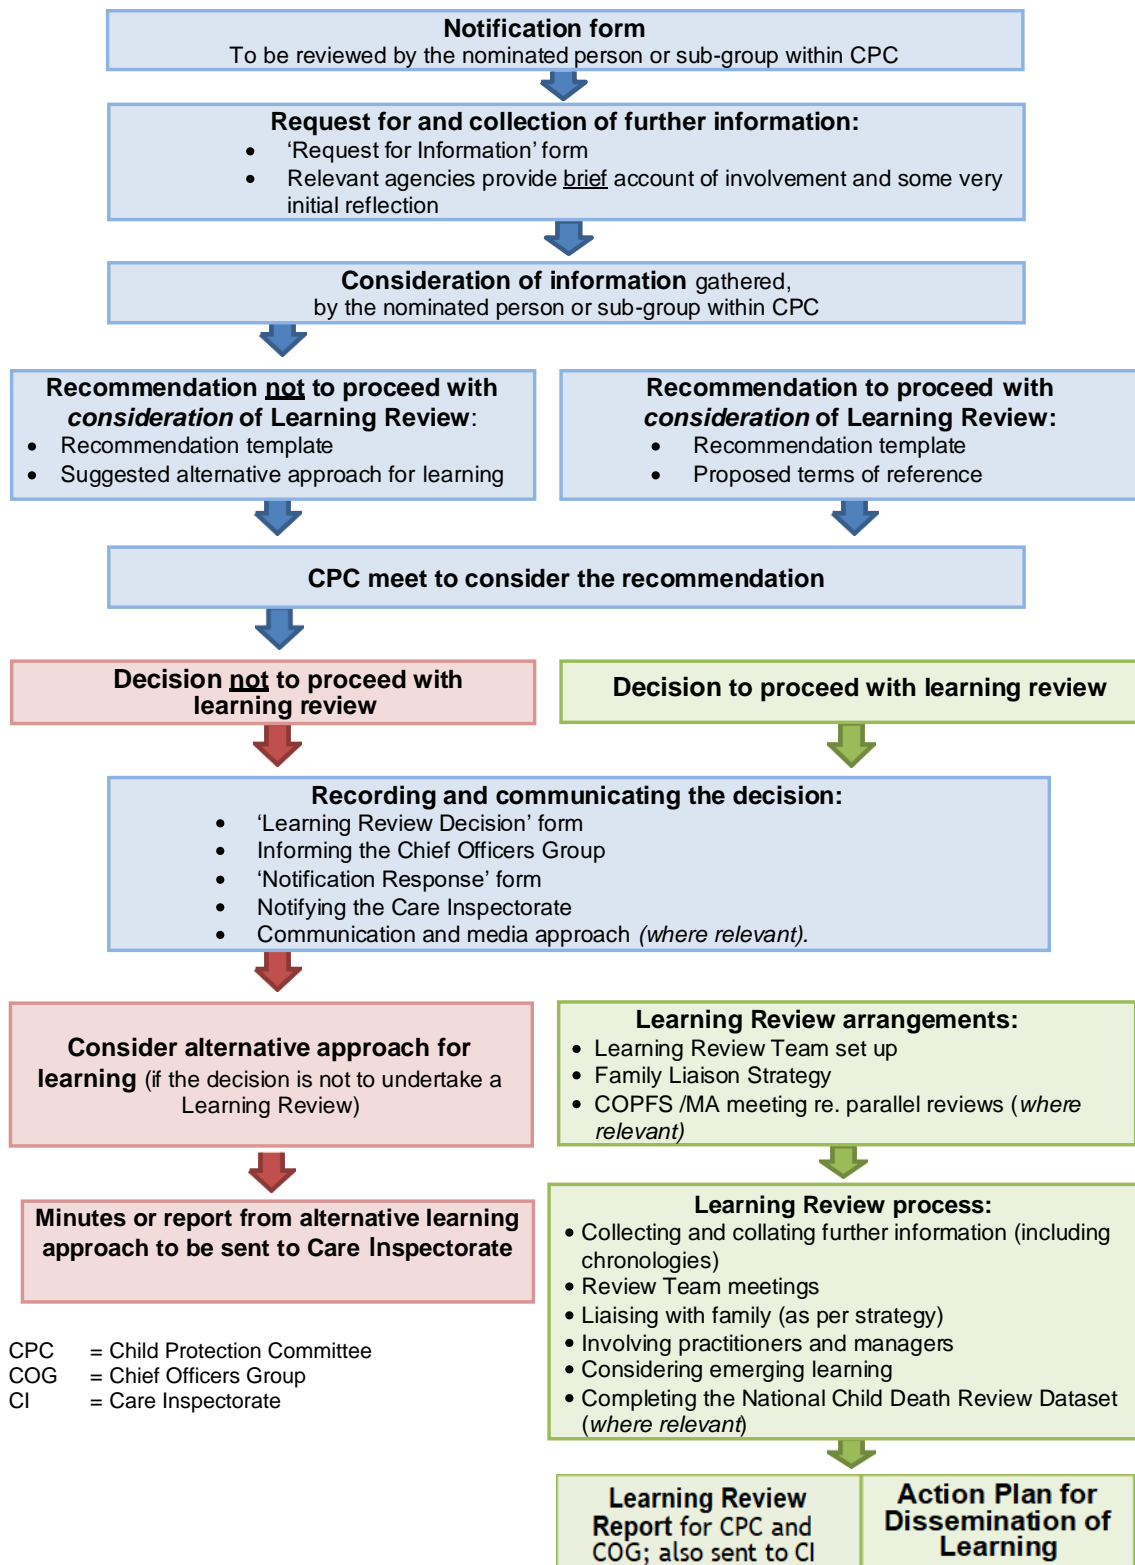 Notification form
To be reviewed by the nominated person or sub-group within CPC
Request for and collection of further information:
• ‘Request for Information’ form
• Relevant agencies provide brief account of involvement and some very
initial reflection
Consideration of information gathered,
by the nominated person or sub-group within CPC
Recommendation not to proceed with
consideration of Learning Review:
• Recommendation template
• Suggested alternative approach for learning
Recommendation to proceed with
consideration of Learning Review:
• Recommendation template
• Proposed terms of reference
CPC meet to consider the recommendation
Decision not to proceed with
learning review
Decision to proceed with learning review
Recording and communicating the decision:
• ‘Learning Review Decision’ form
• Informing the Chief Officers Group
• ‘Notification Response’ form
• Notifying the Care Inspectorate
• Communication and media approach (where relevant).
Consider alternative approach for
learning (if the decision is not to undertake a
Learning Review)
Minutes or report from alternative learning
approach to be sent to Care Inspectorate
Learning Review arrangements:
• Learning Review Team set up
• Family Liaison Strategy
• COPFS /MA meeting re. parallel reviews (where
relevant)
Learning Review process:
• Collecting and collating further information (including
chronologies)
• Review Team meetings
• Liaising with family (as per strategy)
• Involving practitioners and managers
• Considering emerging learning
• Completing the National Child Death Review Dataset
(where relevant)
Learning Review
Report for CPC and
COG; also sent to CI
Action Plan for
Dissemination of
Learning
CPC = Child Protection Committee
COG = Chief Officers Group
CI = Care Inspectorate